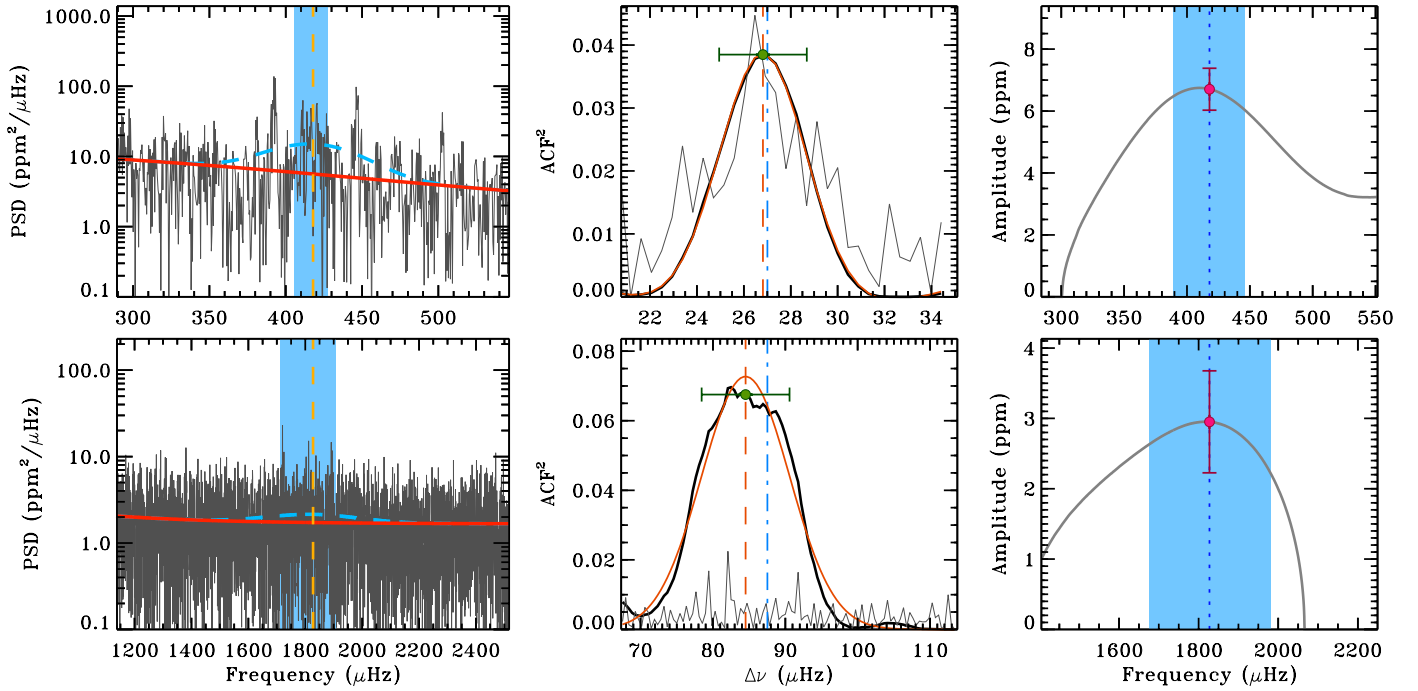 1000.0
100.0
10.0
1.0
0.1
PSD (ppm²/μHz)
300 350 400 450 500
0.04
0.03
0.02
0.01
0.00
ACF²
22 24 26 28 30 32 34
8
6
4
2
0
Amplitude (ppm)
300 350 400 450 500 550
100.0
10.0
1.0
0.1
PSD (ppm²/μHz)
1200 1400 1600 1800 2000 2200 2400
Frequency (μHz)
0.08
0.06
0.04
0.02
0.00
ACF²
70 80 90 100 110
Δν (μHz)
4
3
2
1
0
Amplitude (ppm)
1600 1800 2000 2200
Frequency (μHz)